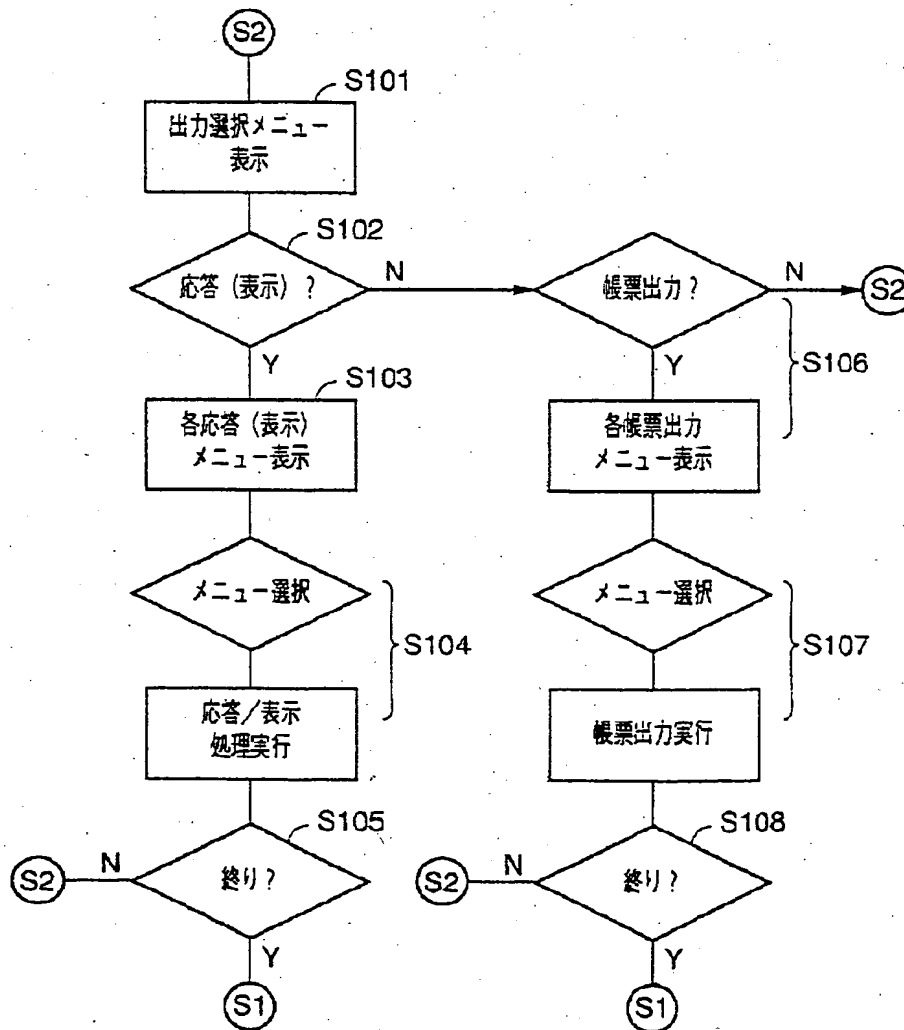 S2
S101
出力選択メニュー
表示
S102
応答（表示）？
N
帳票出力？
N
S2
Y
S103
各応答（表示）
メニュー表示
Y
S106
各帳票出力
メニュー表示
メニュー選択
S104
応答／表示
処理実行
メニュー選択
S107
帳票出力実行
S105
終り？
N
S2
Y
S1
S108
終り？
N
S2
Y
S1